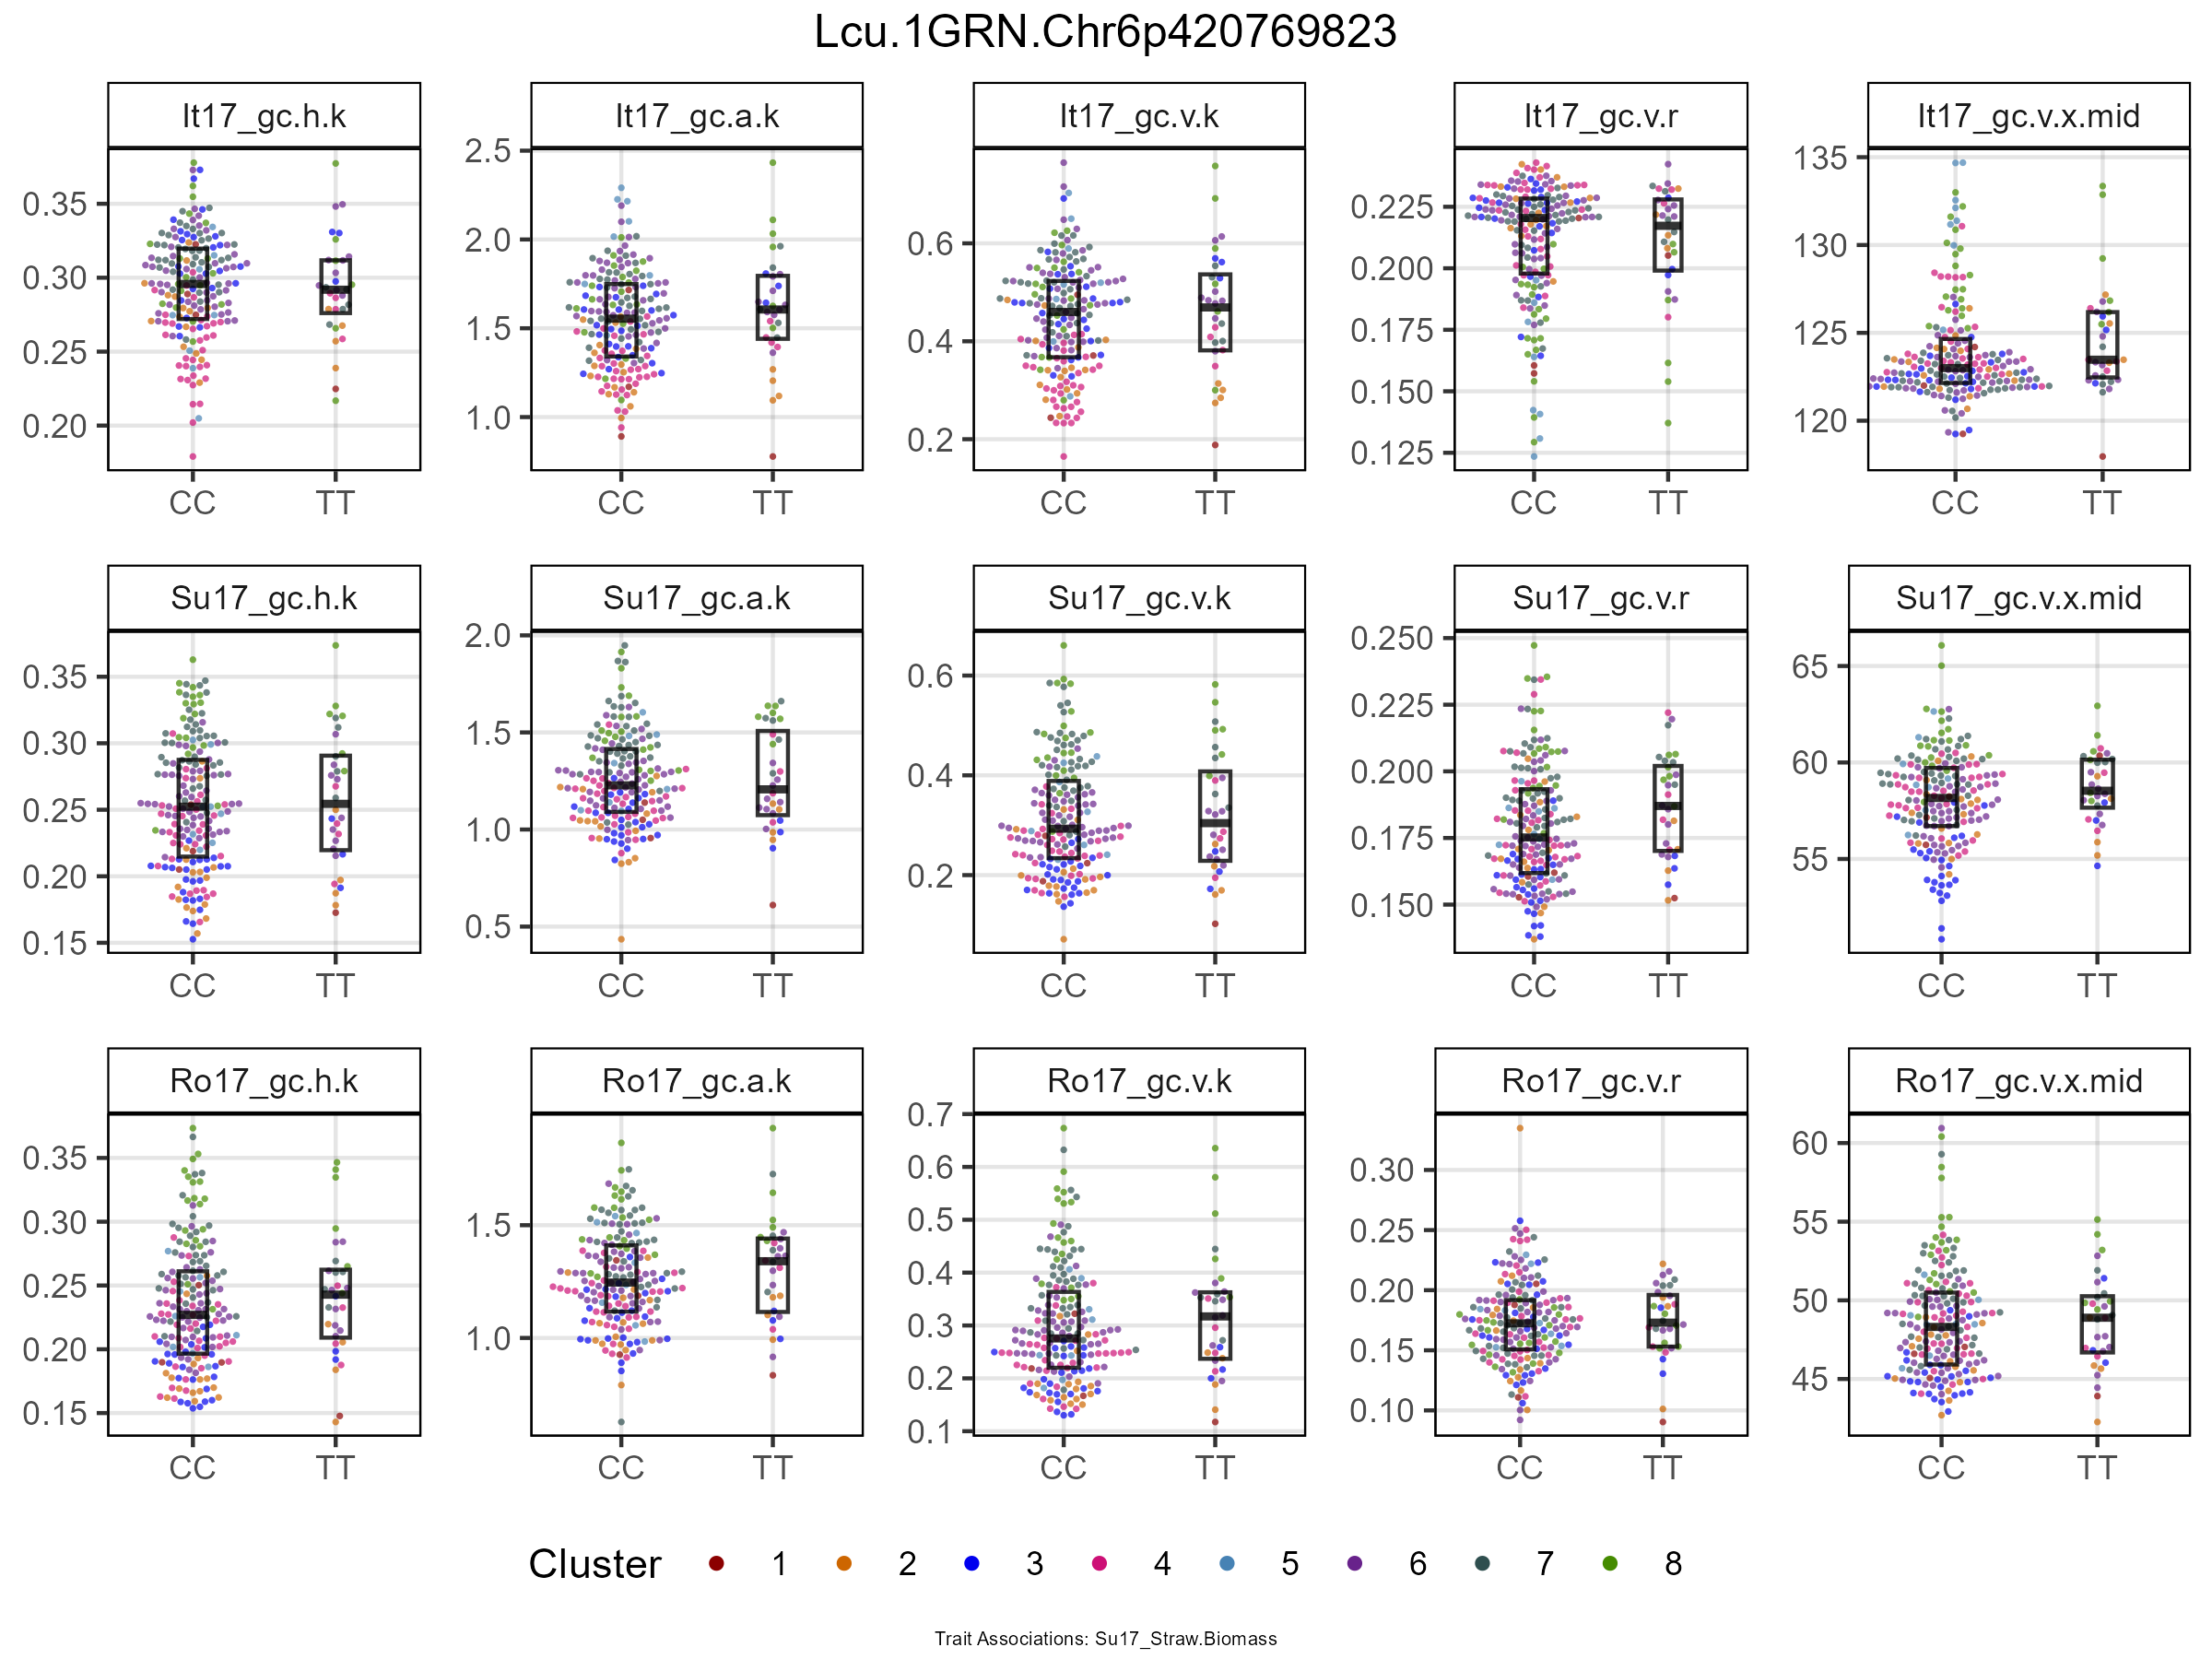 Lcu.1GRN.Chr6p420769823
It17_gc.h.k It17_gc.a.k It17_gc.v.k It17_gc.v.r It17_gc.v.x.mid
0.35 0.30 0.25 0.20
2.5 2.0 1.5 1.0
0.6 0.4 0.2
0.225 0.200 0.175 0.150 0.125
135 130 125 120
CC TT CC TT CC TT CC TT CC TT
Su17_gc.h.k Su17_gc.a.k Su17_gc.v.k Su17_gc.v.r Su17_gc.v.x.mid
0.35 0.30 0.25 0.20 0.15
2.0 1.5 1.0 0.5
0.6 0.4 0.2
0.250 0.225 0.200 0.175 0.150
65 60 55
CC TT CC TT CC TT CC TT CC TT
Ro17_gc.h.k Ro17_gc.a.k Ro17_gc.v.k Ro17_gc.v.r Ro17_gc.v.x.mid
0.35 0.30 0.25 0.20 0.15
1.5 1.0
0.7 0.6 0.5 0.4 0.3 0.2 0.1
0.30 0.25 0.20 0.15 0.10
60 55 50 45
CC TT CC TT CC TT CC TT CC TT
Cluster 1 2 3 4 5 6 7 8
Trait Associations: Su17_Straw.Biomass